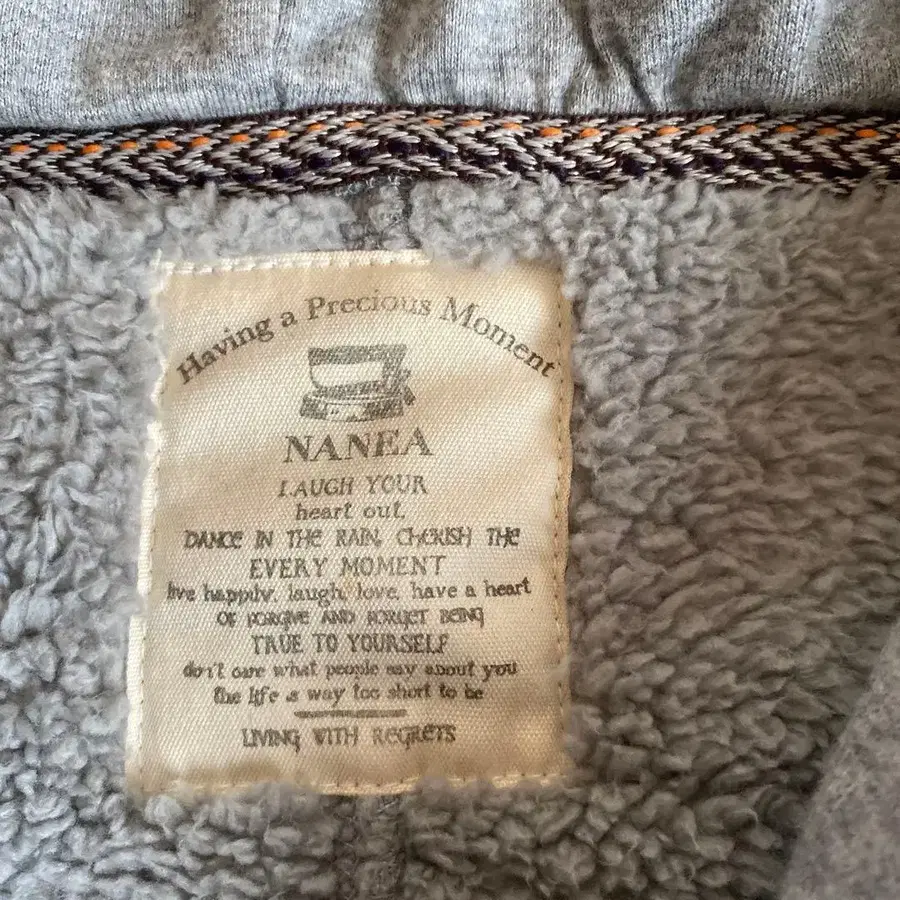 Having a Precious Moment
NANEA
LAUGH YOUR
heart out,
DANCE IN THE RAIN, CHERISH THE
EVERY MOMENT
live happily, laugh, love, have a heart
OF FORGIVE AND FORGET BEING
TRUE TO YOURSELF
don't care what people say about you
the life is way too short to be
LIVING WITH REGRETS